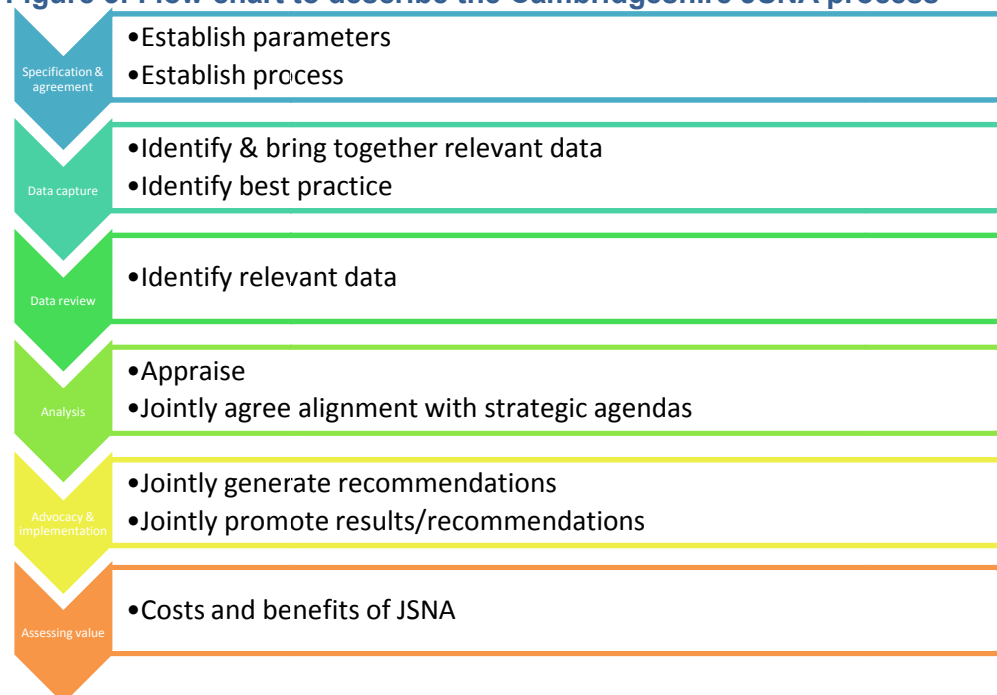 Specification &
agreement
•Establish parameters
•Establish process
Data capture
•Identify & bring together relevant data
•Identify best practice
Data review
•Identify relevant data
Analysis
•Appraise
•Jointly agree alignment with strategic agendas
Advocacy &
implementation
•Jointly generate recommendations
•Jointly promote results/recommendations
Assessing value
•Costs and benefits of JSNA